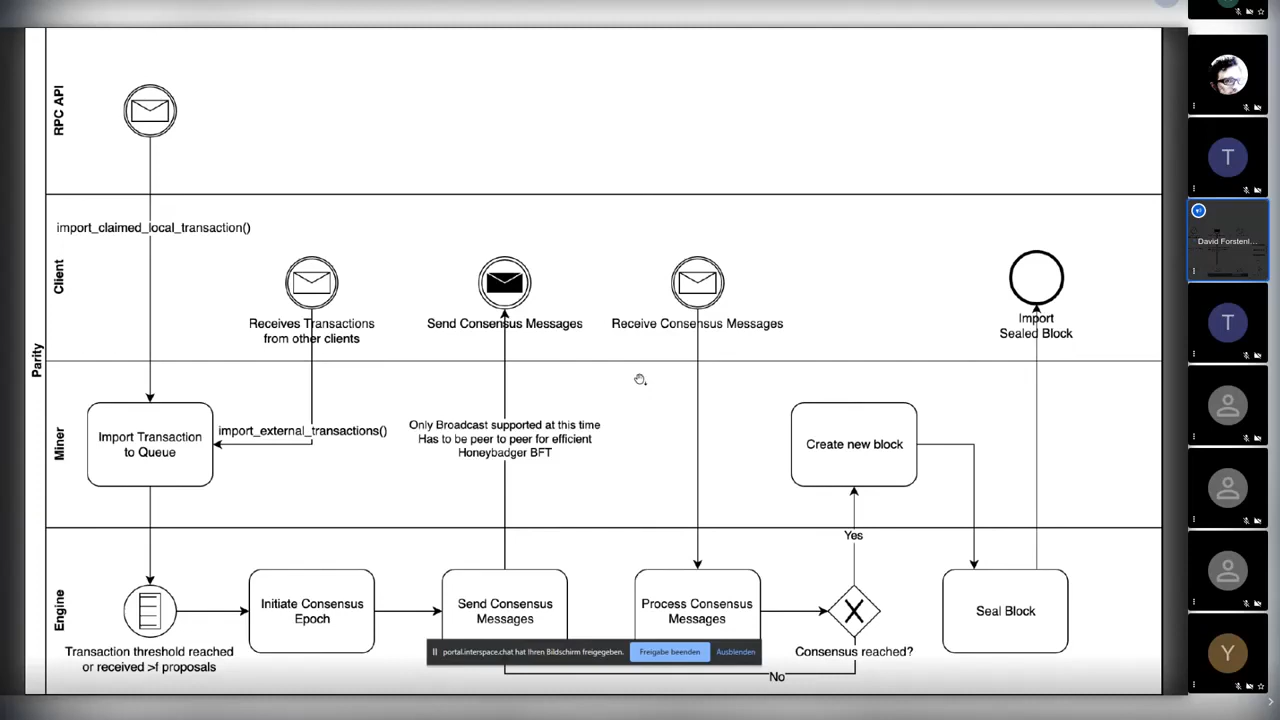 Parity
RPC API
import_claimed_local_transaction()
Client
Receives Transactions
from other clients
Send Consensus Messages
Receive Consensus Messages
Import
Sealed Block
Miner
Import Transaction
to Queue
import_external_transactions()
Only Broadcast supported at this time
Has to be peer to peer for efficient
Honeybadger BFT
Create new block
Yes
Engine
Transaction threshold reached
or received >f proposals
Initiate Consensus
Epoch
Send Consensus
Messages
Process Consensus
Messages
Consensus reached?
No
Seal Block
portal.interspace.chat hat Ihren Bildschirm freigegeben.
Freigabe beenden
Ausblenden
T
David Forstenl...
T
Y